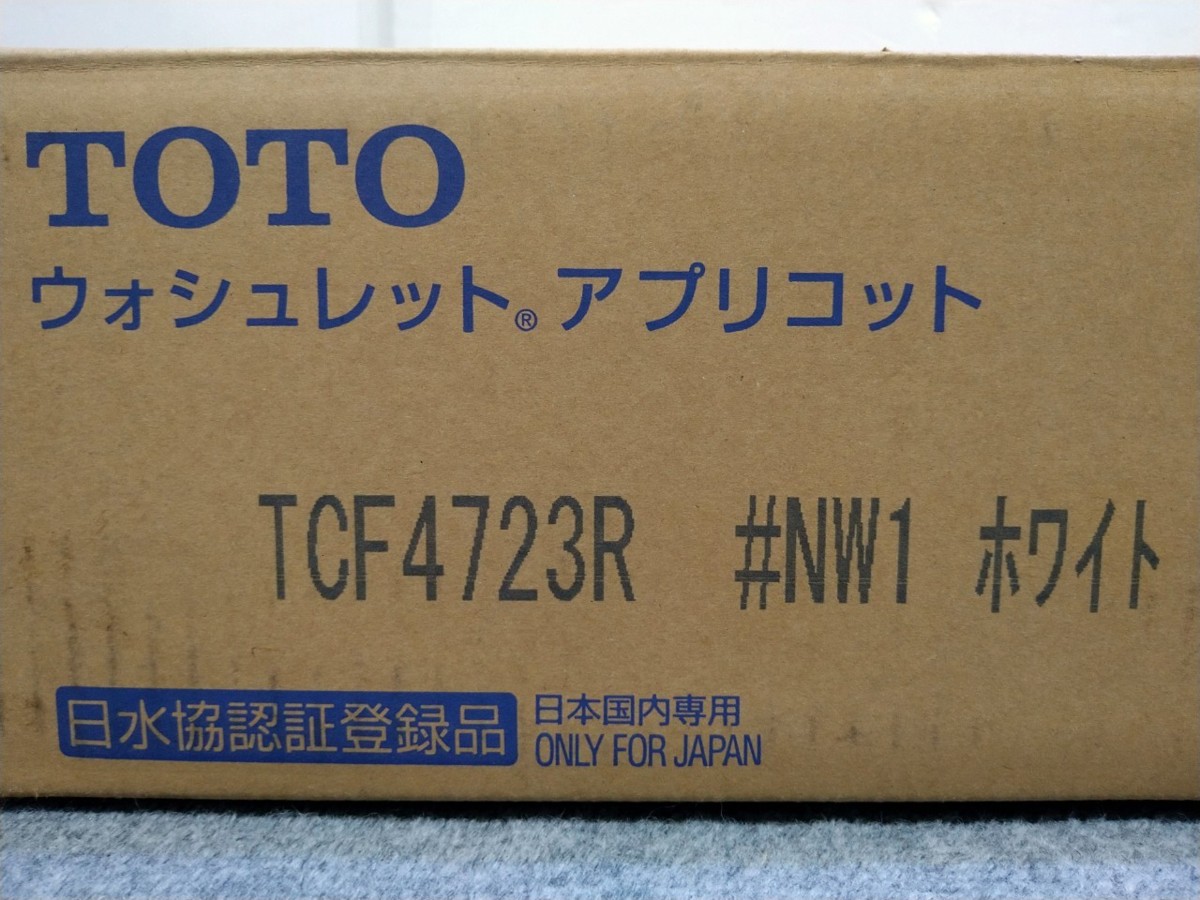 TOTO
ウォシュレット® アプリコット
TCF4723R #NW1 ホワイト
日水協認証登録品
日本国内専用
ONLY FOR JAPAN